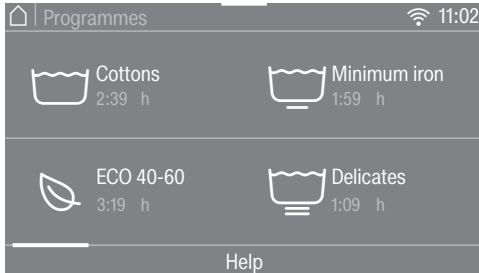 Programmes 11:02
Cottons
2:39 h
Minimum iron
1:59 h
ECO 40-60
3:19 h
Delicates
1:09 h
Help